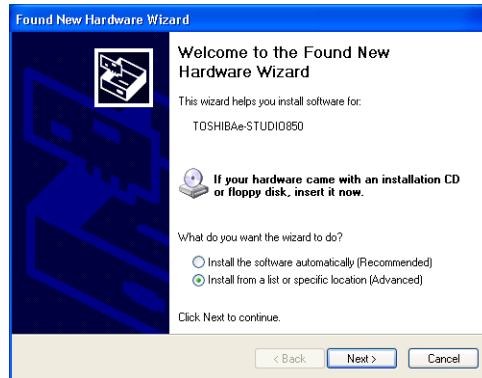 Found New Hardware Wizard
Welcome to the Found New
Hardware Wizard
This wizard helps you install software for:
TOSHIBAe-STUDIO850
If your hardware came with an installation CD
or floppy disk, insert it now.
What do you want the wizard to do?
Install the software automatically (Recommended)
Install from a list or specific location (Advanced)
Click Next to continue.
< Back
Next >
Cancel